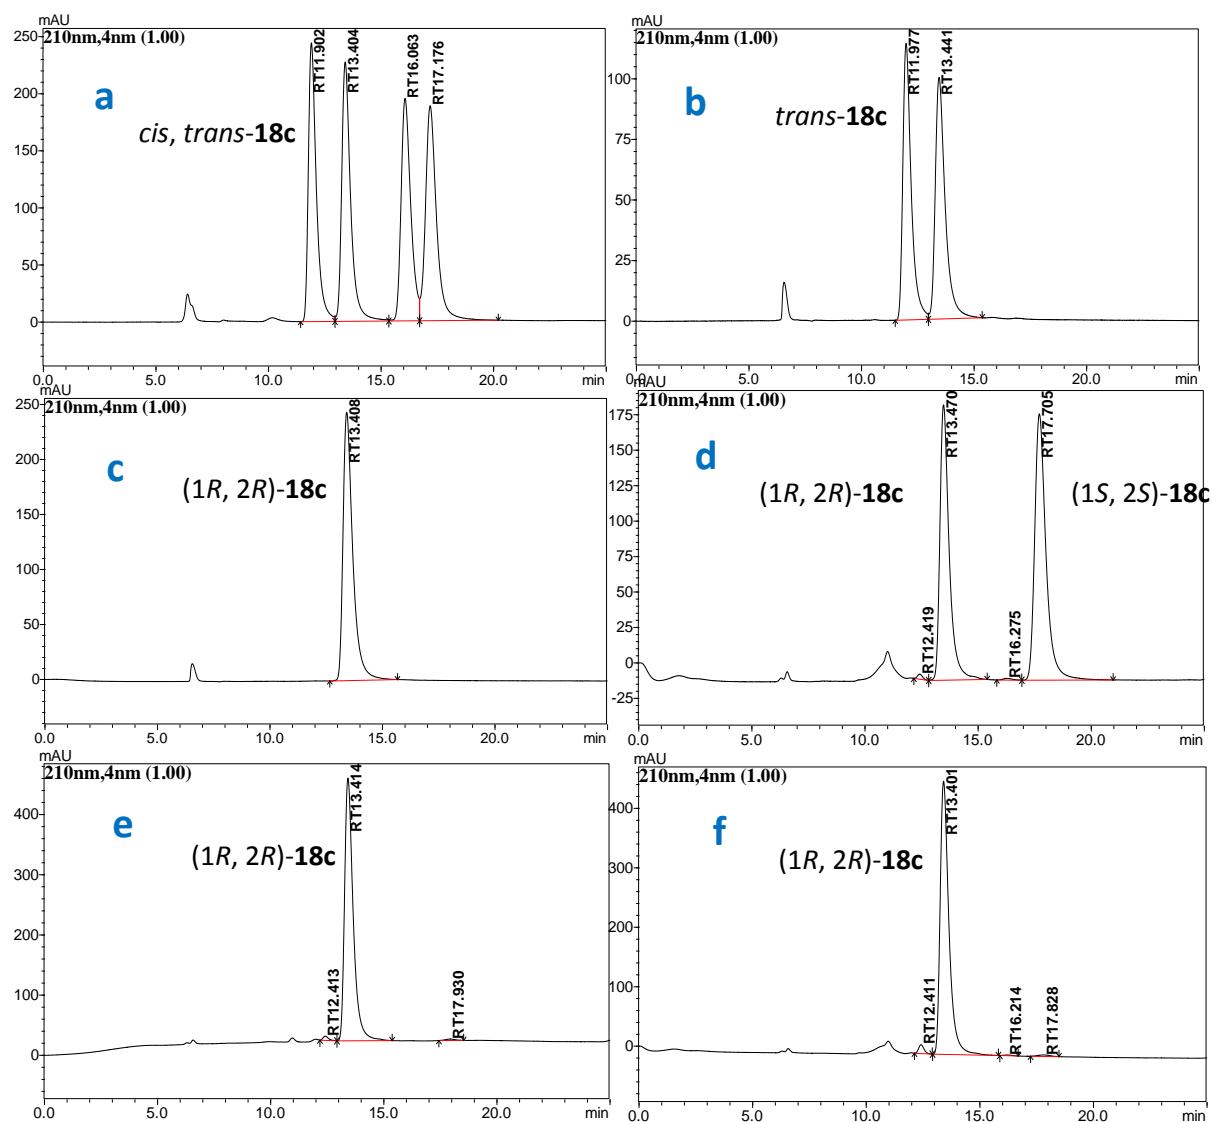 mAU
250
210nm,4nm (1.00)
200
150
100
50
0
a
cis, trans-18c
RT11.902
RT13.404
RT16.063
RT17.176
0.0 5.0 10.0 15.0 20.0 min
mAU
210nm,4nm (1.00)
100
75
50
25
0
b
trans-18c
RT11.977
RT13.441
0.0 5.0 10.0 15.0 20.0 min
mAU
250
210nm,4nm (1.00)
200
150
100
50
0
c
(1R, 2R)-18c
RT13.408
0.0 5.0 10.0 15.0 20.0 min
mAU
210nm,4nm (1.00)
175
150
125
100
75
50
25
0
-25
d
(1R, 2R)-18c
(1S, 2S)-18c
RT12.419
RT13.470
RT16.275
RT17.705
0.0 5.0 10.0 15.0 20.0 min
mAU
210nm,4nm (1.00)
400
300
200
100
0
e
(1R, 2R)-18c
RT12.413
RT13.414
RT17.930
0.0 5.0 10.0 15.0 20.0 min
mAU
210nm,4nm (1.00)
400
300
200
100
0
f
(1R, 2R)-18c
RT12.411
RT13.401
RT16.214
RT17.828
0.0 5.0 10.0 15.0 20.0 min